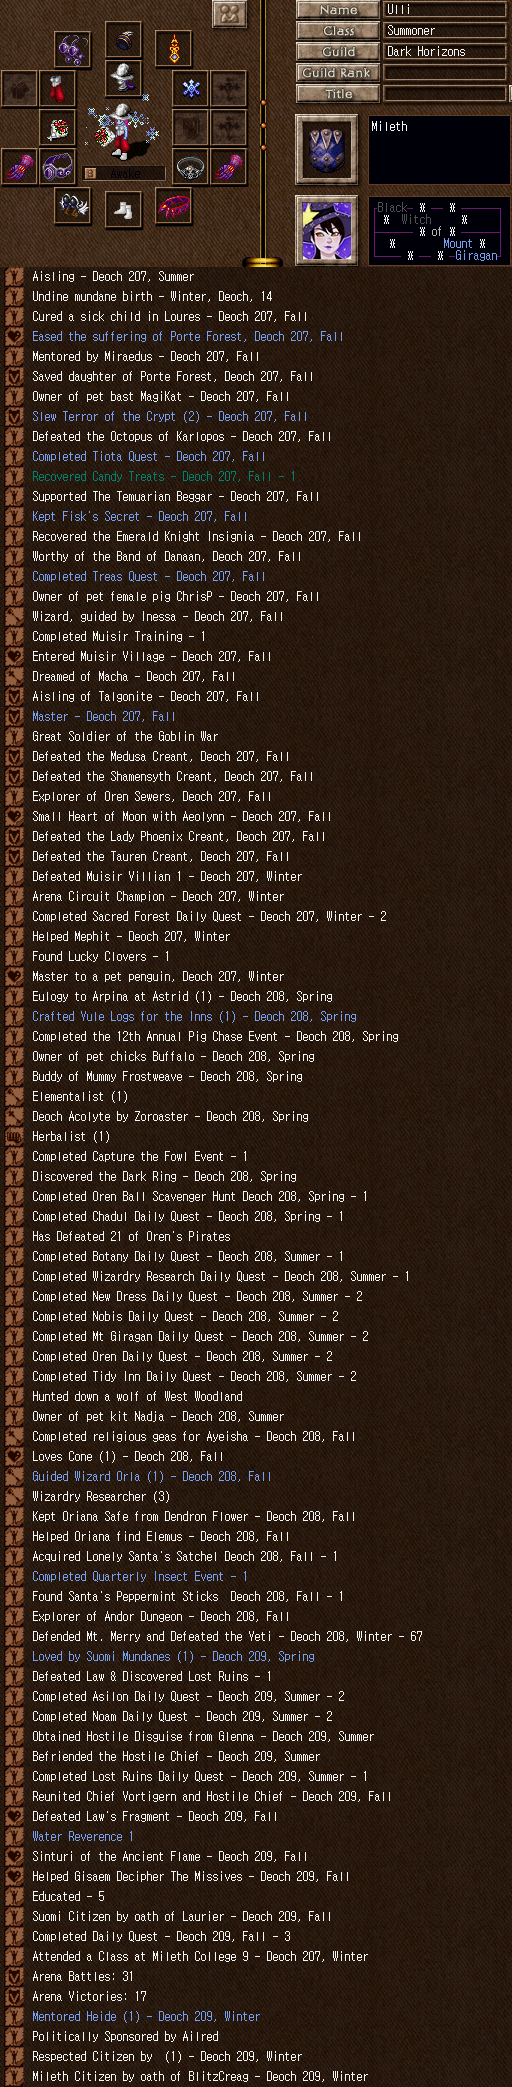 Name Ulli
Class Summoner
Guild Dark Horizons
Guild Rank
Title
Mileth
B Awake
Black
Witch
of
Mount
Giragan
Aisling - Deoch 207, Summer
Undine mundane birth - Winter, Deoch, 14
Cured a sick child in Loures - Deoch 207, Fall
Eased the suffering of Porte Forest, Deoch 207, Fall
Mentored by Miraedus - Deoch 207, Fall
Saved daughter of Porte Forest, Deoch 207, Fall
Owner of pet bast MagiKat - Deoch 207, Fall
Slew Terror of the Crypt (2) - Deoch 207, Fall
Defeated the Octopus of Karlopos - Deoch 207, Fall
Completed Tiota Quest - Deoch 207, Fall
Recovered Candy Treats - Deoch 207, Fall - 1
Supported The Temuarian Beggar - Deoch 207, Fall
Kept Fisk's Secret - Deoch 207, Fall
Recovered the Emerald Knight Insignia - Deoch 207, Fall
Worthy of the Band of Danaan, Deoch 207, Fall
Completed Treas Quest - Deoch 207, Fall
Owner of pet female pig ChrisP - Deoch 207, Fall
Wizard, guided by Inessa - Deoch 207, Fall
Completed Muisir Training - 1
Entered Muisir Village - Deoch 207, Fall
Dreamed of Macha - Deoch 207, Fall
Aisling of Talgonite - Deoch 207, Fall
Master - Deoch 207, Fall
Great Soldier of the Goblin War
Defeated the Medusa Creant, Deoch 207, Fall
Defeated the Shamensyth Creant, Deoch 207, Fall
Explorer of Oren Sewers, Deoch 207, Fall
Small Heart of Moon with Aeolynn - Deoch 207, Fall
Defeated the Lady Phoenix Creant, Deoch 207, Fall
Defeated the Tauren Creant, Deoch 207, Fall
Defeated Muisir Villian 1 - Deoch 207, Winter
Arena Circuit Champion - Deoch 207, Winter
Completed Sacred Forest Daily Quest - Deoch 207, Winter - 2
Helped Mephit - Deoch 207, Winter
Found Lucky Clovers - 1
Master to a pet penguin, Deoch 207, Winter
Eulogy to Arpina at Astrid (1) - Deoch 208, Spring
Crafted Yule Logs for the Inns (1) - Deoch 208, Spring
Completed the 12th Annual Pig Chase Event - Deoch 208, Spring
Owner of pet chicks Buffalo - Deoch 208, Spring
Buddy of Mummy Frostweave - Deoch 208, Spring
Elementalist (1)
Deoch Acolyte by Zoroaster - Deoch 208, Spring
Herbalist (1)
Completed Capture the Fowl Event - 1
Discovered the Dark Ring - Deoch 208, Spring
Completed Oren Ball Scavenger Hunt Deoch 208, Spring - 1
Completed Chadul Daily Quest - Deoch 208, Spring - 1
Has Defeated 21 of Oren's Pirates
Completed Botany Daily Quest - Deoch 208, Summer - 1
Completed Wizardry Research Daily Quest - Deoch 208, Summer - 1
Completed New Dress Daily Quest - Deoch 208, Summer - 2
Completed Nobis Daily Quest - Deoch 208, Summer - 2
Completed Mt Giragan Daily Quest - Deoch 208, Summer - 2
Completed Oren Daily Quest - Deoch 208, Summer - 2
Completed Tidy Inn Daily Quest - Deoch 208, Summer - 2
Hunted down a wolf of West Woodland
Owner of pet kit Nadja - Deoch 208, Summer
Completed religious geas for Ayeisha - Deoch 208, Fall
Loves Cone (1) - Deoch 208, Fall
Guided Wizard Orla (1) - Deoch 208, Fall
Wizardry Researcher (3)
Kept Oriana Safe from Dendron Flower - Deoch 208, Fall
Helped Oriana find Elemus - Deoch 208, Fall
Acquired Lonely Santa's Satchel Deoch 208, Fall - 1
Completed Quarterly Insect Event - 1
Found Santa's Peppermint Sticks  Deoch 208, Fall - 1
Explorer of Andor Dungeon - Deoch 208, Fall
Defended Mt. Merry and Defeated the Yeti - Deoch 208, Winter - 67
Loved by Suomi Mundanes (1) - Deoch 209, Spring
Defeated Law & Discovered Lost Ruins - 1
Completed Asilon Daily Quest - Deoch 209, Summer - 2
Completed Noam Daily Quest - Deoch 209, Summer - 2
Obtained Hostile Disguise from Glenna - Deoch 209, Summer
Befriended the Hostile Chief - Deoch 209, Summer
Completed Lost Ruins Daily Quest - Deoch 209, Summer - 1
Reunited Chief Vortigern and Hostile Chief - Deoch 209, Fall
Defeated Law's Fragment - Deoch 209, Fall
Water Reverence 1
Sinturi of the Ancient Flame - Deoch 209, Fall
Helped Gisaem Decipher The Missives - Deoch 209, Fall
Educated - 5
Suomi Citizen by oath of Laurier - Deoch 209, Fall
Completed Daily Quest - Deoch 209, Fall - 3
Attended a Class at Mileth College 9 - Deoch 207, Winter
Arena Battles: 31
Arena Victories: 17
Mentored Heide (1) - Deoch 209, Winter
Politically Sponsored by Ailred
Respected Citizen by  (1) - Deoch 209, Winter
Mileth Citizen by oath of BlitzCreag - Deoch 209, Winter